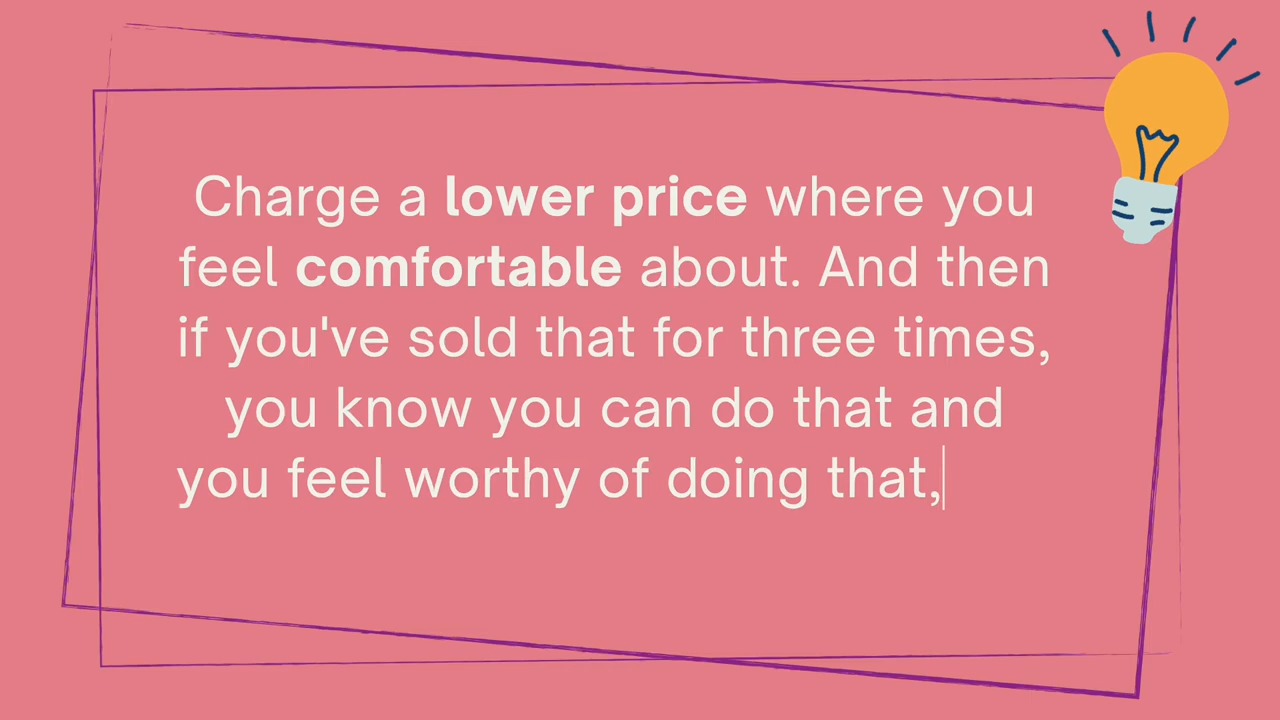 Charge a lower price where you
feel comfortable about. And then
if you've sold that for three times,
you know you can do that and
you feel worthy of doing that,